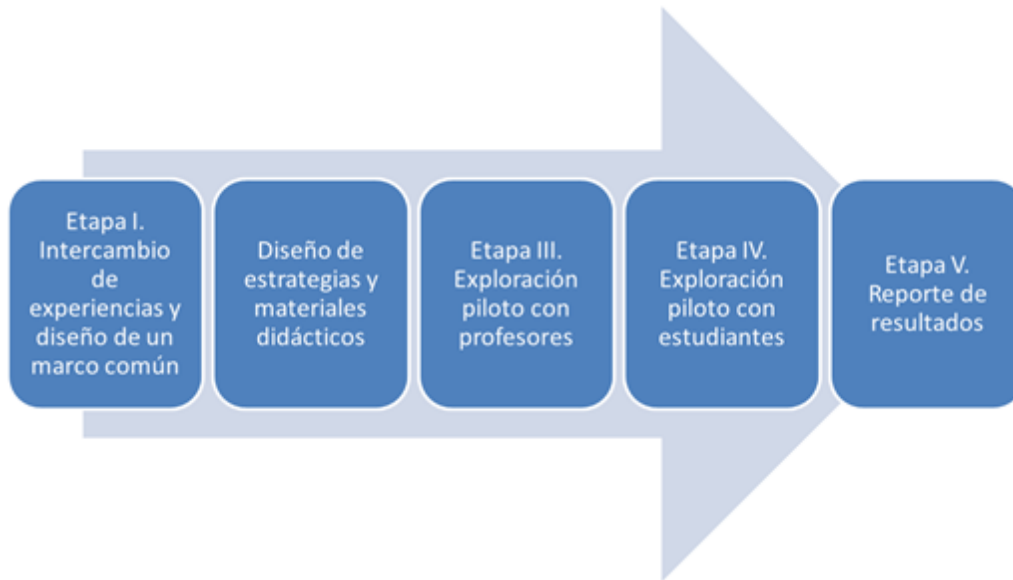 Etapa I.
Intercambio
de
experiencias y
diseño de un
marco común
Diseño de
estrategias y
materiales
didácticos
Etapa III.
Exploración
piloto con
profesores
Etapa IV.
Exploración
piloto con
estudiantes
Etapa V.
Reporte de
resultados